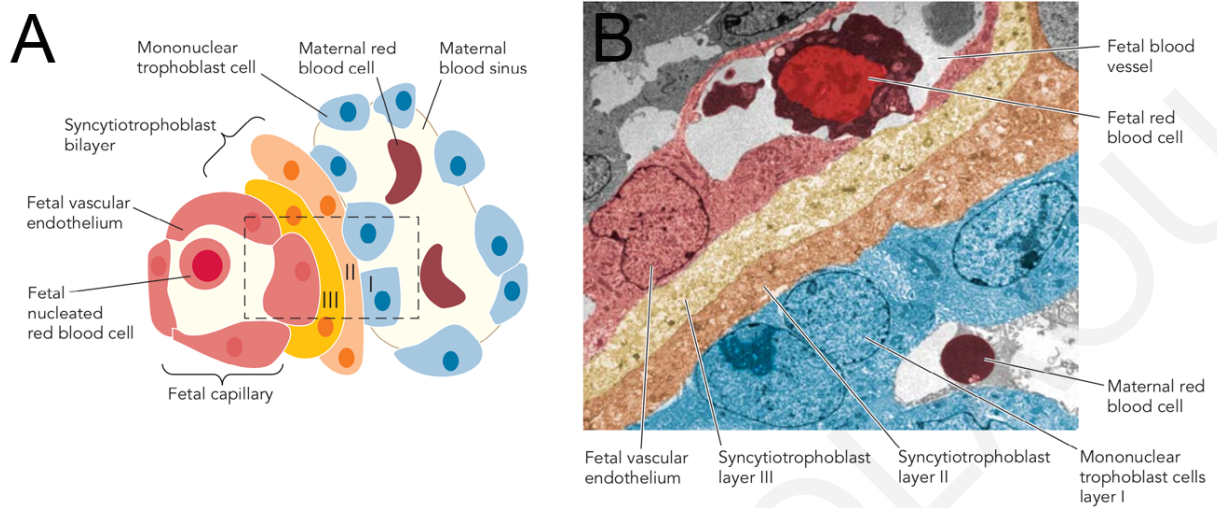 A
Mononuclear
trophoblast cell
Maternal red
blood cell
Maternal
blood sinus
Syncytiotrophoblast
bilayer
Fetal vascular
endothelium
II
I
III
Fetal
nucleated
red blood cell
Fetal capillary
B
Fetal blood
vessel
Fetal red
blood cell
Maternal red
blood cell
Fetal vascular
endothelium
Syncytiotrophoblast
layer III
Syncytiotrophoblast
layer II
Mononuclear
trophoblast cells
layer I